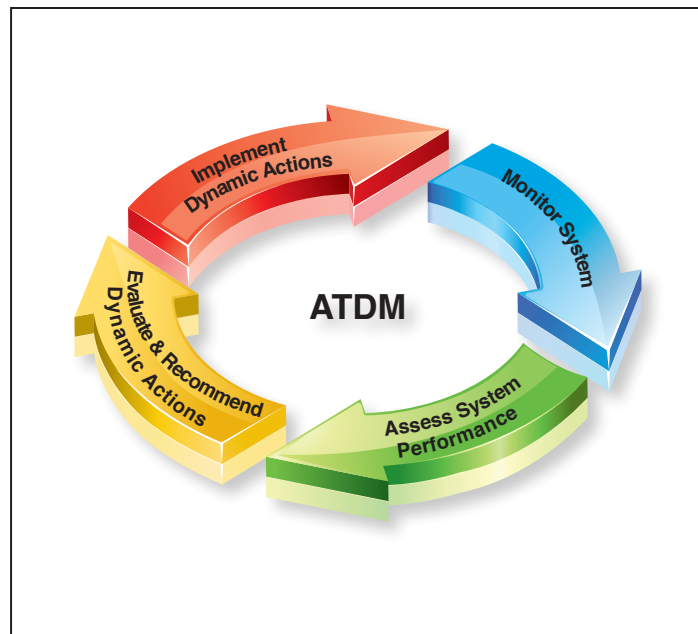 Implement
Dynamic Actions
Monitor System
ATDM
Evaluate & Recommend
Dynamic Actions
Assess System
Performance